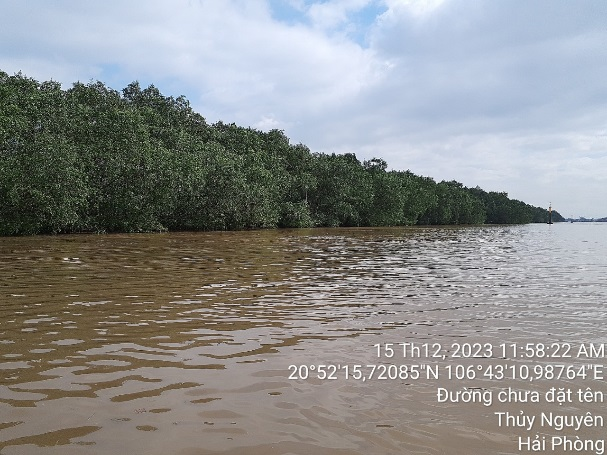 15 Th12, 2023 11:58:22 AM
20°52'15,72085"N 106°43'10,98764"E
Đường chưa đặt tên
Thủy Nguyên
Hải Phòng